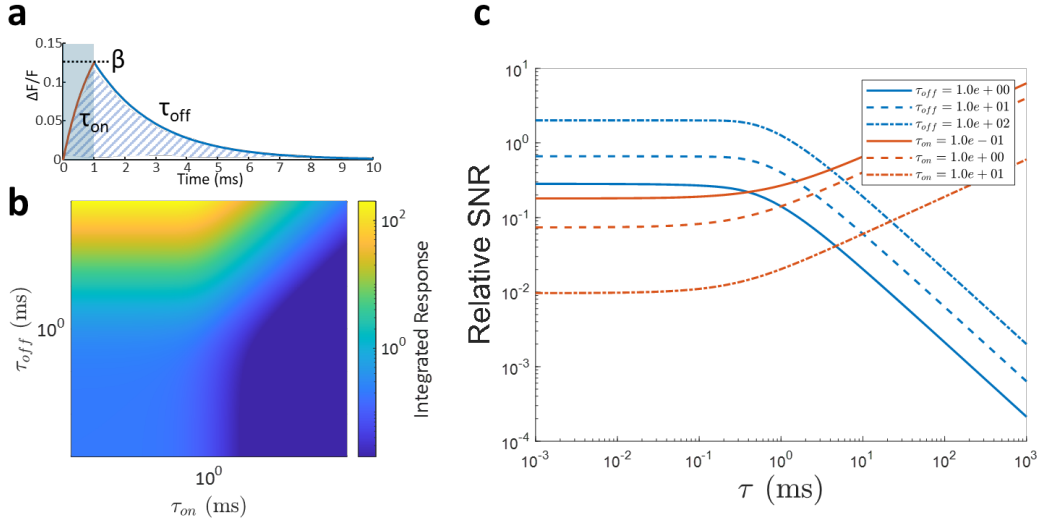 a
0.15
0.1
0.05
0
ΔF/F
β
τon
τoff
0 1 2 3 4 5 6 7 8 9 10
Time (ms)
b
τoff (ms)
10^0
10^0
τon (ms)
10^2
10^0
Integrated Response
c
Relative SNR
10^1
10^0
10^-1
10^-2
10^-3
10^-4
10^-3 10^-2 10^-1 10^0 10^1 10^2 10^3
τ (ms)
τoff = 1.0e + 00
τoff = 1.0e + 01
τoff = 1.0e + 02
τon = 1.0e − 01
τon = 1.0e + 00
τon = 1.0e + 01